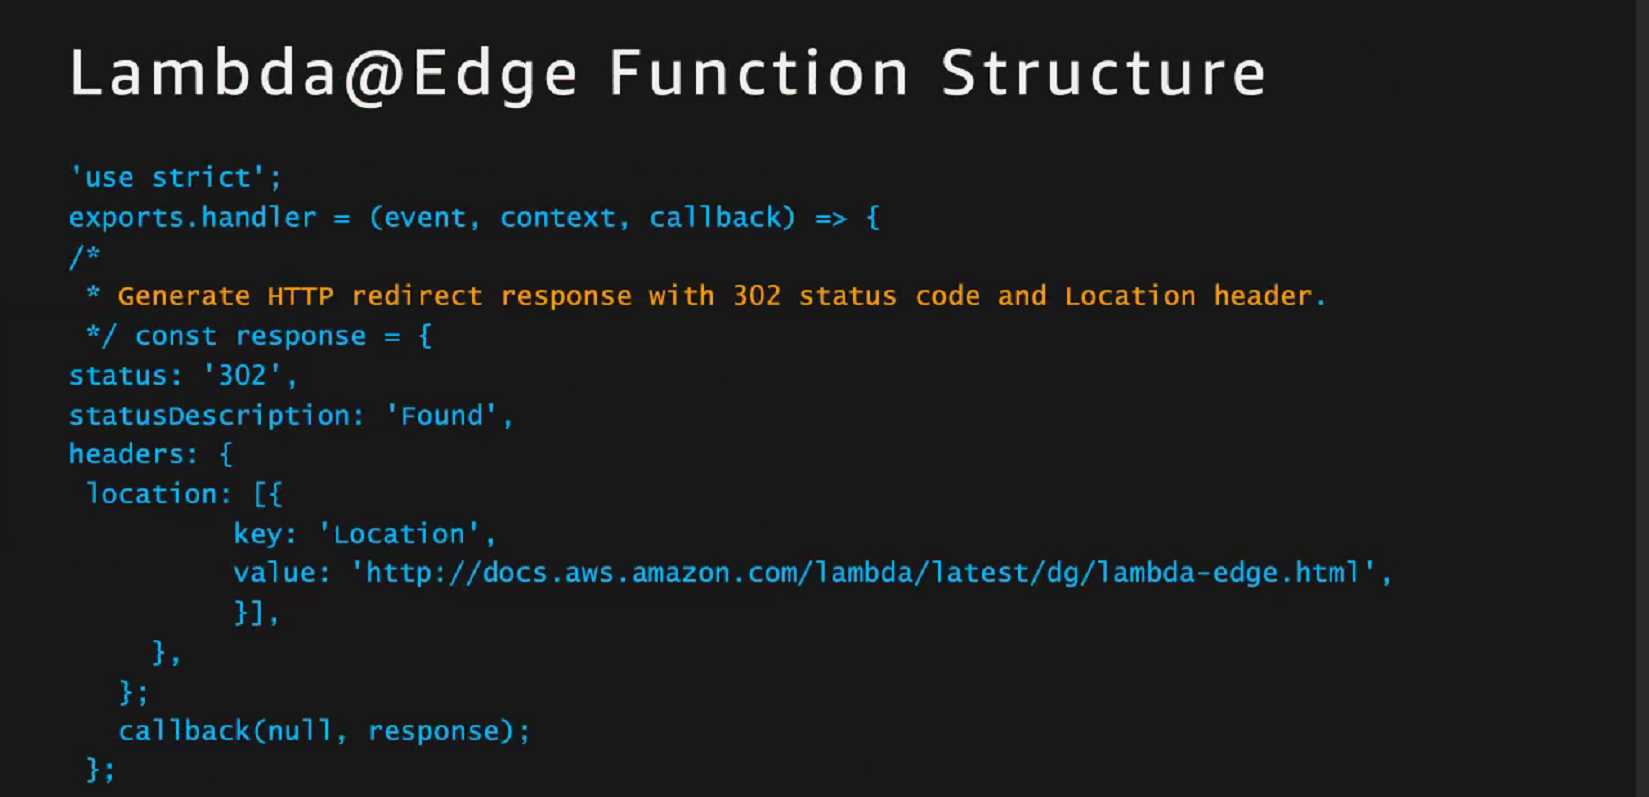 Lambda@Edge Function Structure
'use strict';
exports.handler = (event, context, callback) => {
/*
 * Generate HTTP redirect response with 302 status code and Location header.
 */ const response = {
status: '302',
statusDescription: 'Found',
headers: {
 location: [{
          key: 'Location',
          value: 'http://docs.aws.amazon.com/lambda/latest/dg/lambda-edge.html',
          }],
     },
   };
   callback(null, response);
 };